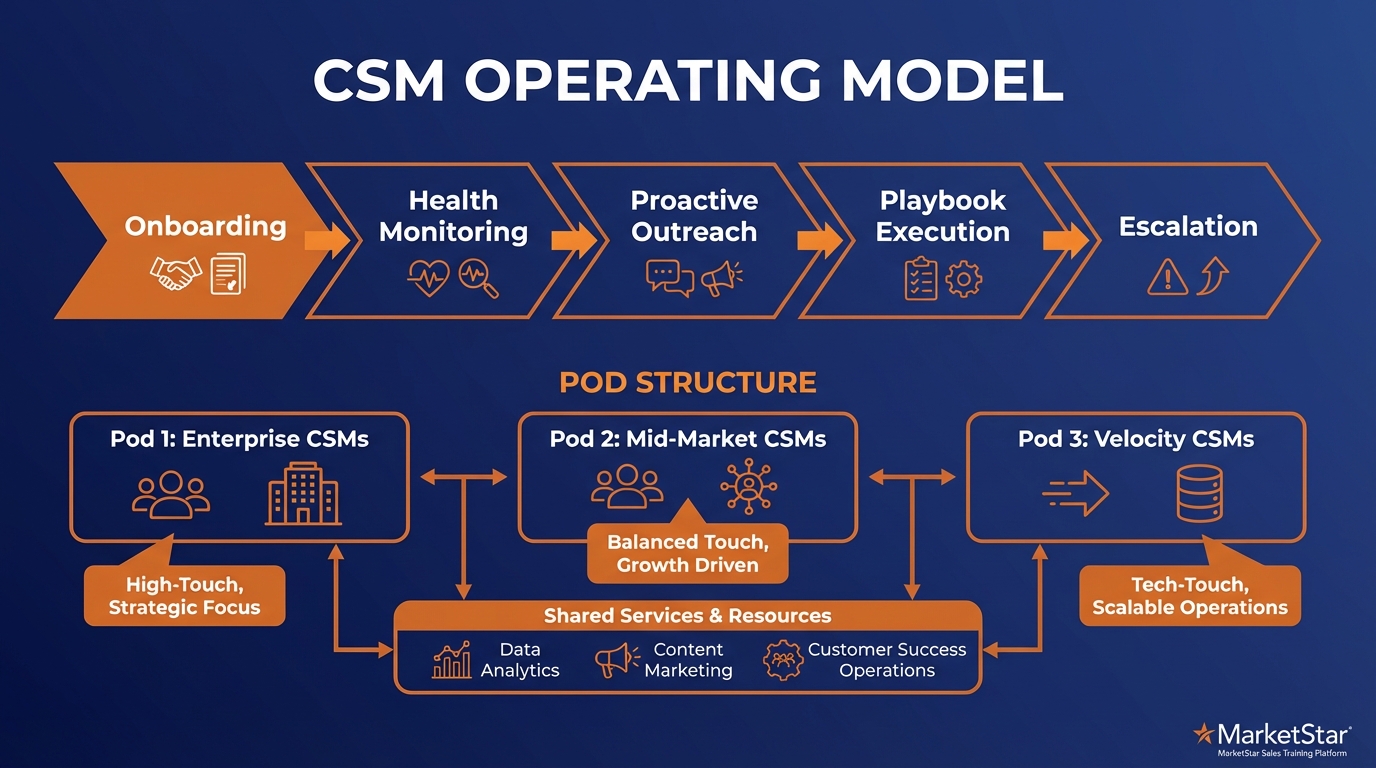 CSM OPERATING MODEL
Onboarding
Health
Monitoring
Proactive
Outreach
Playbook
Execution
Escalation
POD STRUCTURE
Pod 1: Enterprise CSMs
High-Touch,
Strategic Focus
Pod 2: Mid-Market CSMs
Balanced Touch,
Growth Driven
Pod 3: Velocity CSMs
Tech-Touch,
Scalable Operations
Shared Services & Resources
Data
Analytics
Content
Marketing
Customer Success
Operations
MarketStar
MarketStar Sales Training Platform